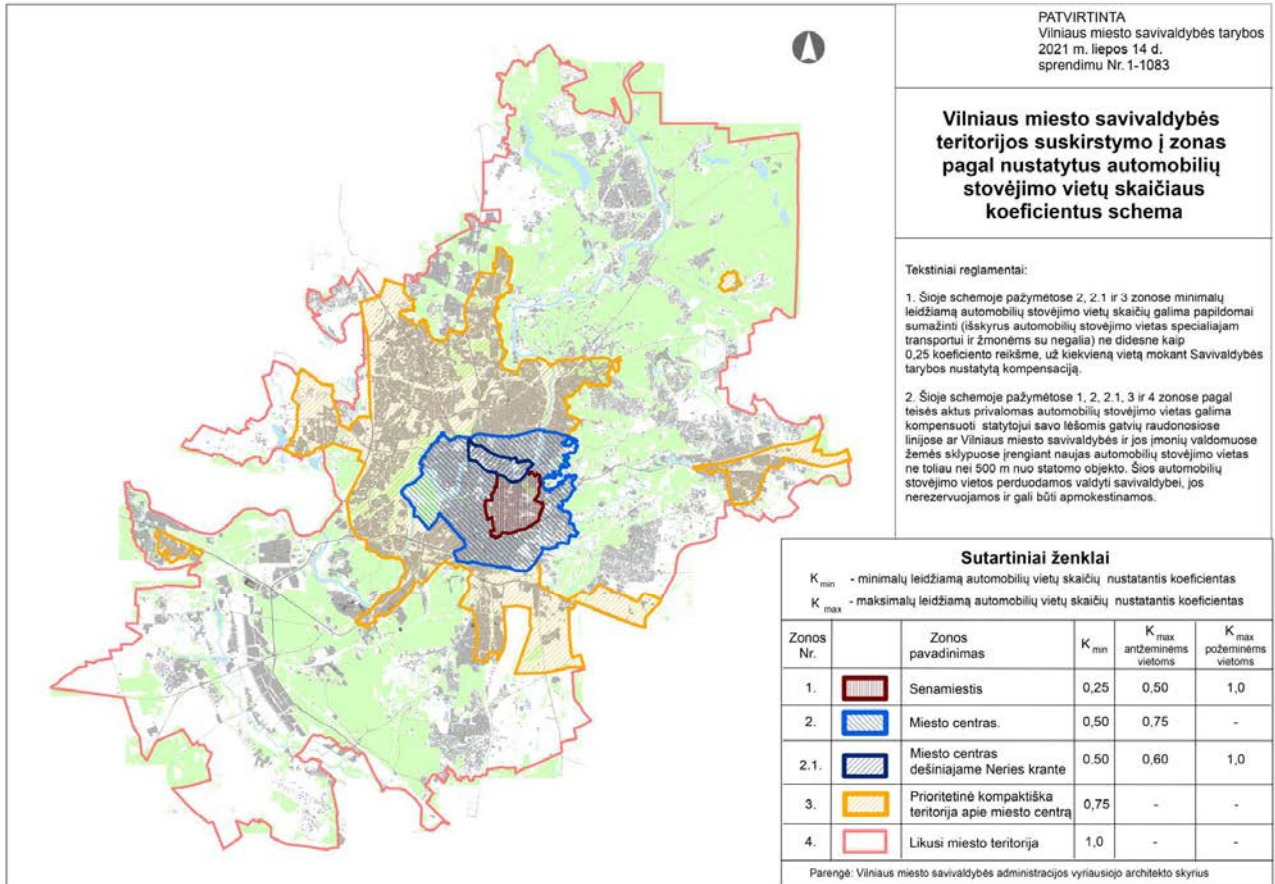 PATVIRTINTA
Vilniaus miesto savivaldybės tarybos
2021 m. liepos 14 d.
sprendimu Nr. 1-1083
Vilniaus miesto savivaldybės
teritorijos suskirstymo į zonas
pagal nustatytus automobilių
stovėjimo vietų skaičiaus
koeficientus schema
Tekstiniai reglamentai:
1. Šioje schemoje pažymėtose 2, 2.1 ir 3 zonose minimalų
leidžiamą automobilių stovėjimo vietų skaičių galima papildomai
sumažinti (išskyrus automobilių stovėjimo vietas specialiajam
transportui ir žmonėms su negalia) ne didesne kaip
0,25 koeficiento reikšme, už kiekvieną vietą mokant Savivaldybės
tarybos nustatytą kompensaciją.
2. Šioje schemoje pažymėtose 1, 2, 2.1, 3 ir 4 zonose pagal
teisės aktus privalomas automobilių stovėjimo vietas galima
kompensuoti statytojui savo lėšomis gatvių raudonosiose
linijose ar Vilniaus miesto savivaldybė ir jos įmonių valdomuose
žemės sklypuose įrengiant naujas automobilių stovėjimo vietas
ne toliau nei 500 m nuo statomo objekto. Šios automobilių
stovėjimo vietos perduodamos valdyti savivaldybei, jos
nerezervuojamos ir gali būti apmokestinamos.
Sutartiniai ženklai
K min - minimalų leidžiamą automobilių vietų skaičių nustatantis koeficientas
K max - maksimalų leidžiamą automobilių vietų skaičių nustatantis koeficientas
Zonos Nr. Zonos pavadinimas K min K max antžeminėms vietoms K max požeminėms vietoms
1. Senamiestis 0,25 0,50 1,0
2. Miesto centras. 0,50 0,75 -
2.1. Miesto centras dešiniajame Neries krante 0.50 0,60 1,0
3. Prioritetinė kompaktiška teritorija apie miesto centrą 0,75 - -
4. Likusi miesto teritorija 1,0 - -
Parengė: Vilniaus miesto savivaldybės administracijos vyriausiojo architekto skyrius